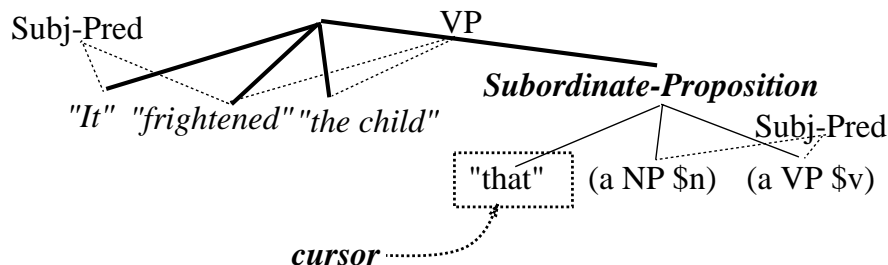 Subj-Pred VP
"It" "frightened" "the child" Subordinate-Proposition
Subj-Pred
"that" (a NP $n) (a VP $v)
cursor